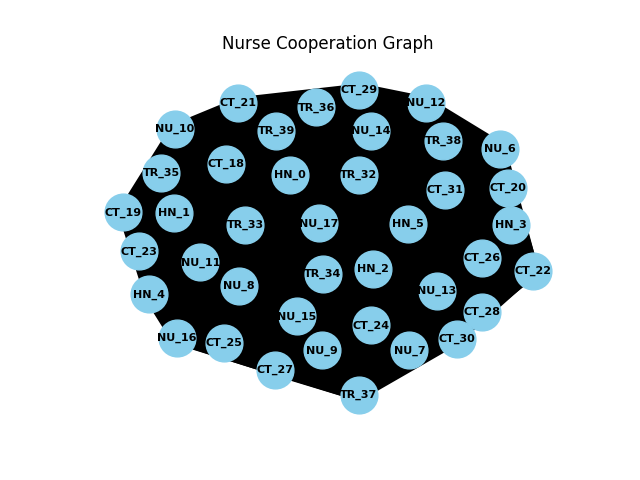 Nurse Cooperation Graph
CT_29
CT_21
NU_12
TR_36
NU_10
TR_39
NU_14
TR_38
NU_6
CT_18
TR_35
HN_0
TR_32
CT_20
CT_31
CT_19
HN_1
TR_33
NU_17
HN_5
HN_3
CT_23
NU_11
CT_26
TR_34
HN_2
CT_22
NU_8
HN_4
NU_13
CT_28
NU_15
CT_24
NU_16
CT_25
CT_30
NU_9
NU_7
CT_27
TR_37